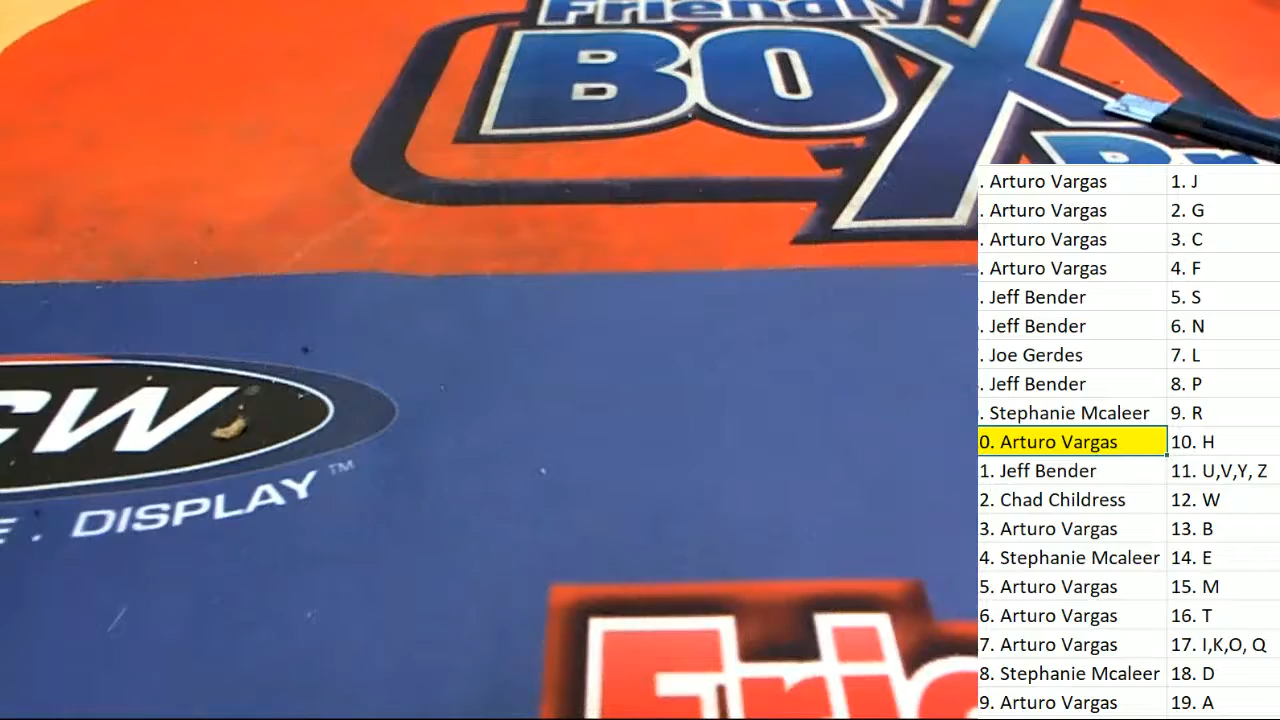 Friendly
BOX
CW
. DISPLAY™
. Arturo Vargas 1. J
. Arturo Vargas 2. G
. Arturo Vargas 3. C
. Arturo Vargas 4. F
Jeff Bender 5. S
Jeff Bender 6. N
Joe Gerdes 7. L
Jeff Bender 8. P
Stephanie Mcaleer 9. R
0. Arturo Vargas 10. H
1. Jeff Bender 11. U,V,Y, Z
2. Chad Childress 12. W
3. Arturo Vargas 13. B
4. Stephanie Mcaleer 14. E
5. Arturo Vargas 15. M
6. Arturo Vargas 16. T
7. Arturo Vargas 17. I,K,O, Q
8. Stephanie Mcaleer 18. D
9. Arturo Vargas 19. A